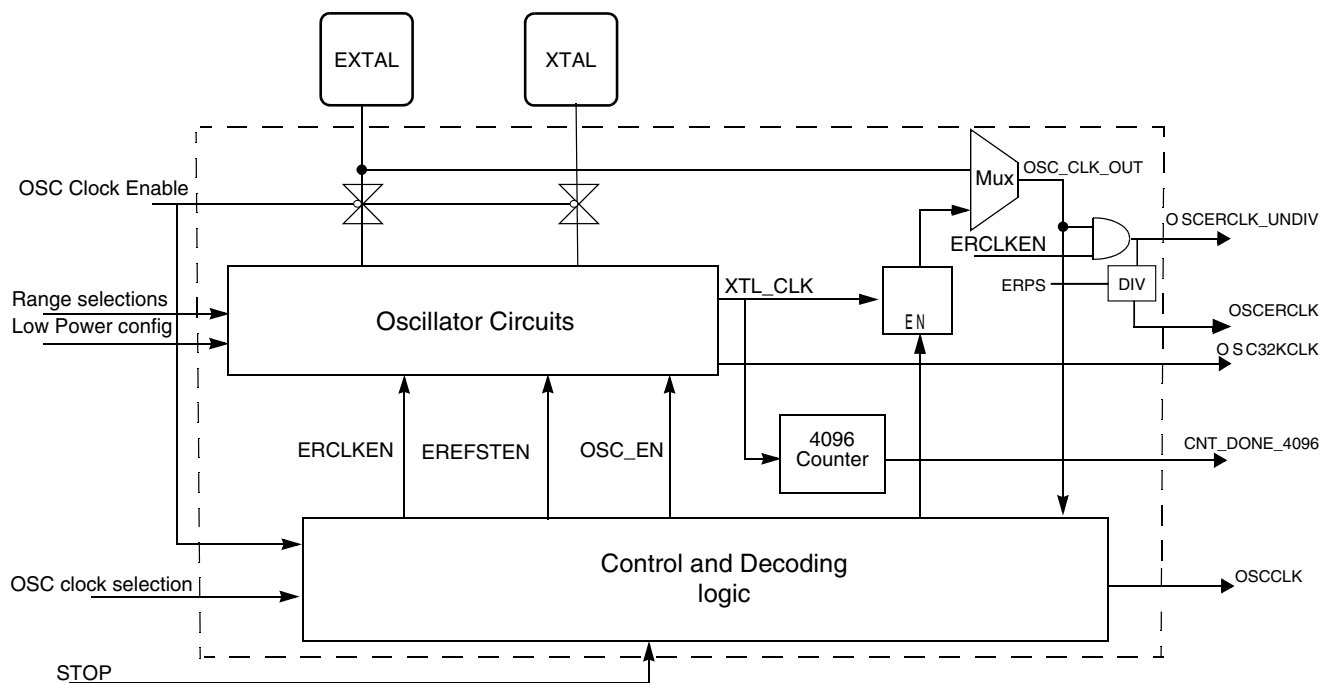 EXTAL
XTAL
OSC Clock Enable
Mux
OSC_CLK_OUT
OSCERCLK_UNDIV
ERCLKEN
Range selections
Low Power config
Oscillator Circuits
XTL_CLK
EN
ERPS
DIV
OSCERCLK
OSC32KCLK
ERCLKEN
EREFSTEN
OSC_EN
4096
Counter
CNT_DONE_4096
Control and Decoding
logic
OSC clock selection
OSCCLK
STOP